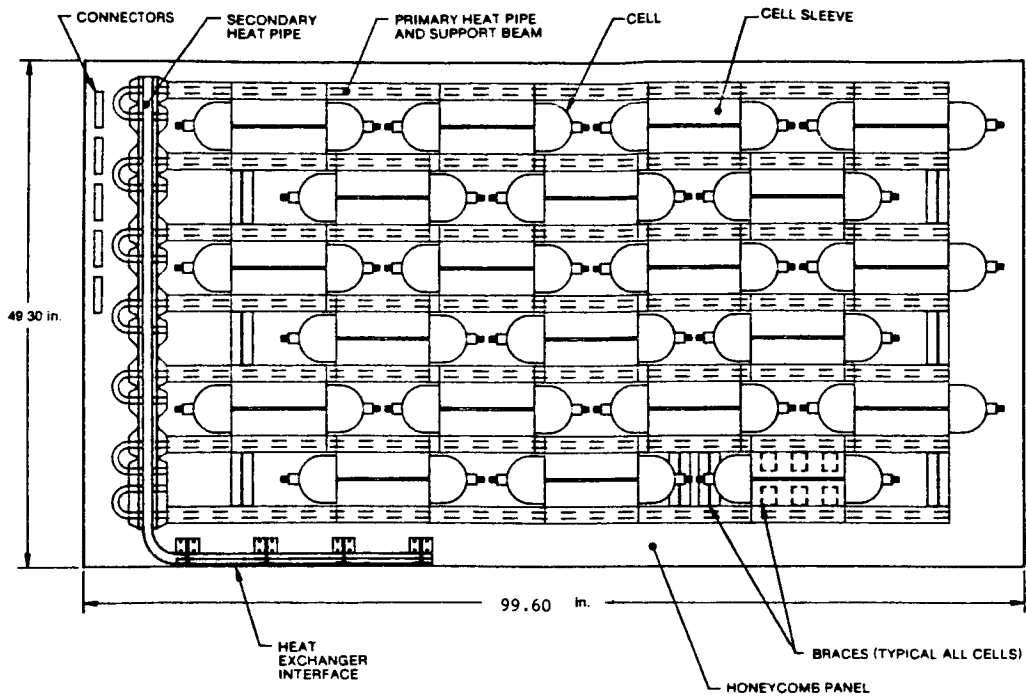 CONNECTORS
SECONDARY
HEAT PIPE
PRIMARY HEAT PIPE
AND SUPPORT BEAM
CELL
CELL SLEEVE
49.30 in.
99.60 in.
HEAT
EXCHANGER
INTERFACE
BRACES (TYPICAL ALL CELLS)
HONEYCOMB PANEL